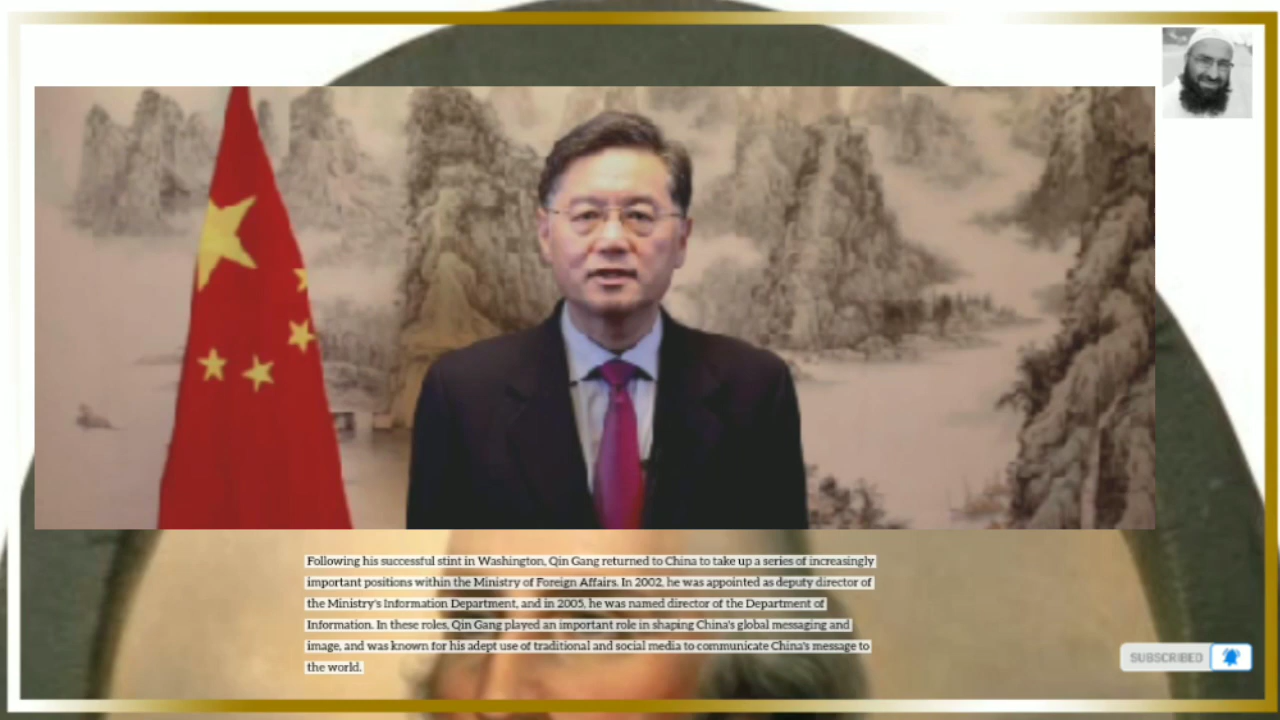 Following his successful stint in Washington, Qin Gang returned to China to take up a series of increasingly
important positions within the Ministry of Foreign Affairs. In 2002, he was appointed as deputy director of
the Ministry's Information Department, and in 2005, he was named director of the Department of
Information. In these roles, Qin Gang played an important role in shaping China's global messaging and
image, and was known for his adept use of traditional and social media to communicate China's message to
the world.
SUBSCRIBED